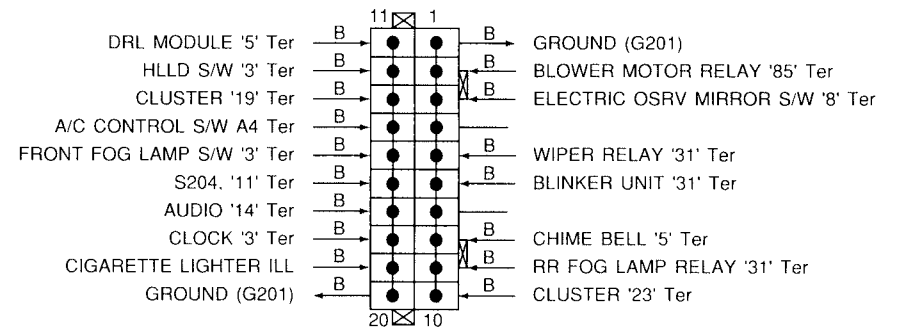 11 1
DRL MODULE '5' Ter B B GROUND (G201)
HLLD S/W '3' Ter B B BLOWER MOTOR RELAY '85' Ter
CLUSTER '19' Ter B B ELECTRIC OSRV MIRROR S/W '8' Ter
A/C CONTROL S/W A4 Ter B
FRONT FOG LAMP S/W '3' Ter B B WIPER RELAY '31' Ter
S204, '11' Ter B B BLINKER UNIT '31' Ter
AUDIO '14' Ter B
CLOCK '3' Ter B B CHIME BELL '5' Ter
CIGARETTE LIGHTER ILL B B RR FOG LAMP RELAY '31' Ter
GROUND (G201) B B CLUSTER '23' Ter
20 10